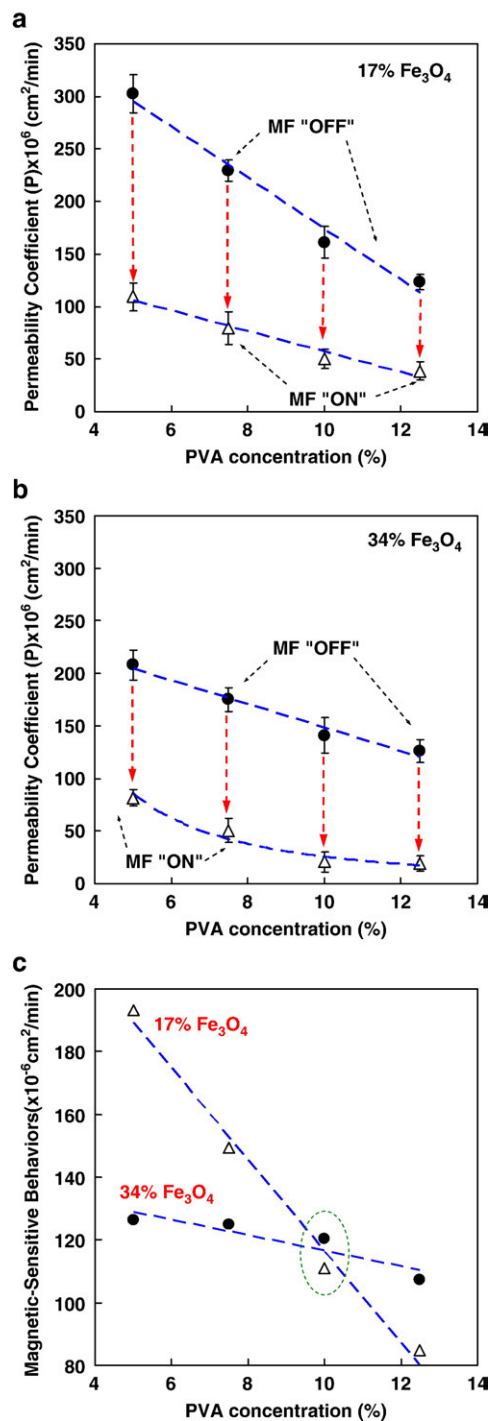 a
350
300
250
200
150
100
50
0
Permeability Coefficient (P)x10⁶ (cm²/min)
17% Fe₃O₄
MF "OFF"
MF "ON"
4 6 8 10 12 14
PVA concentration (%)
b
350
300
250
200
150
100
50
0
Permeability Coefficient (P)x10⁶ (cm²/min)
34% Fe₃O₄
MF "OFF"
MF "ON"
4 6 8 10 12 14
PVA concentration (%)
c
200
180
160
140
120
100
80
Magnetic-Sensitive Behaviors(x10⁻⁶cm²/min)
17% Fe₃O₄
34% Fe₃O₄
4 6 8 10 12 14
PVA concentration (%)